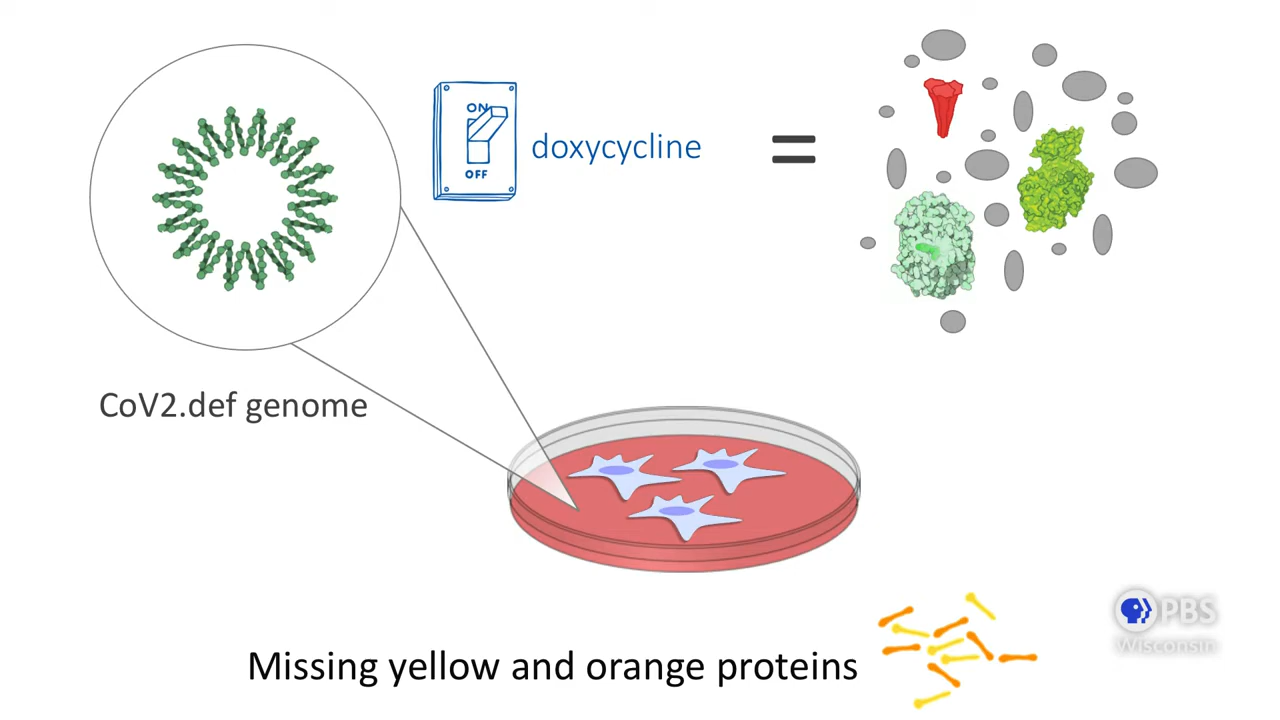 ON
OFF
doxycycline
=
CoV2.def genome
Missing yellow and orange proteins
PBS
Wisconsin